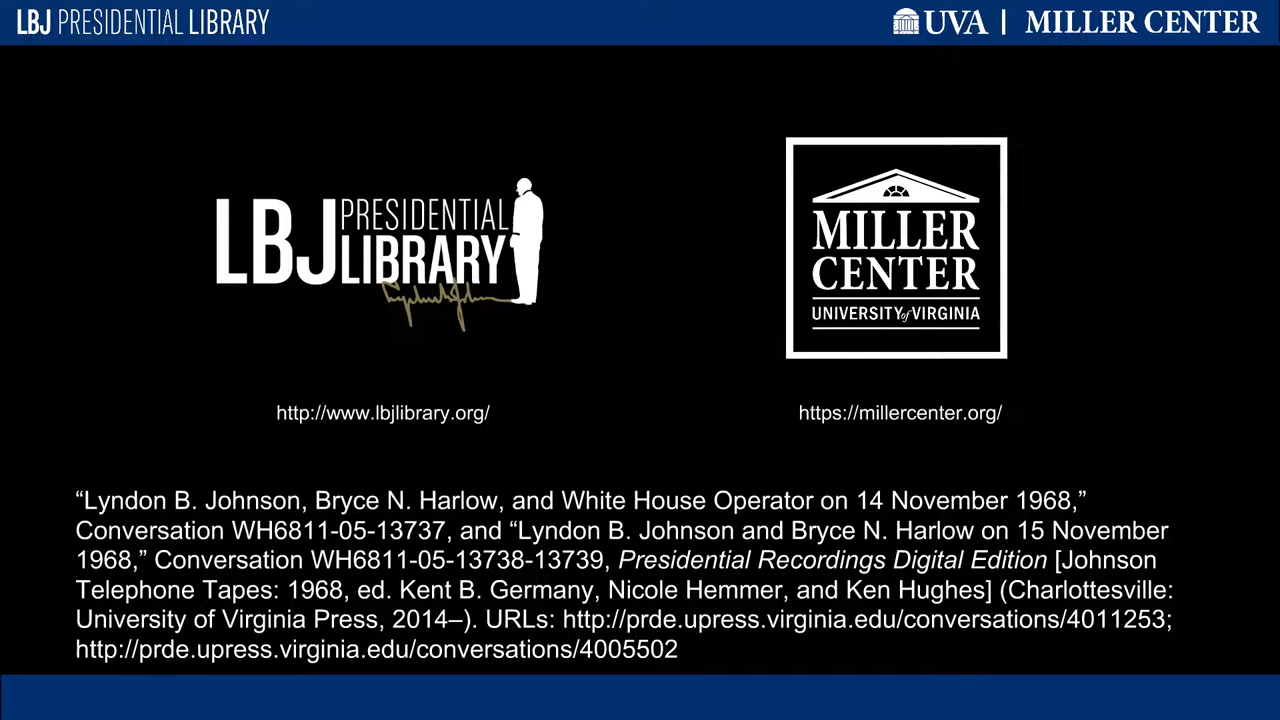 LBJ PRESIDENTIAL LIBRARY
UVA | MILLER CENTER
LBJ PRESIDENTIAL LIBRARY
MILLER
CENTER
UNIVERSITY of VIRGINIA
http://www.lbjlibrary.org/
https://millercenter.org/
“Lyndon B. Johnson, Bryce N. Harlow, and White House Operator on 14 November 1968,”
Conversation WH6811-05-13737, and “Lyndon B. Johnson and Bryce N. Harlow on 15 November
1968,” Conversation WH6811-05-13738-13739, Presidential Recordings Digital Edition [Johnson
Telephone Tapes: 1968, ed. Kent B. Germany, Nicole Hemmer, and Ken Hughes] (Charlottesville:
University of Virginia Press, 2014–). URLs: http://prde.upress.virginia.edu/conversations/4011253;
http://prde.upress.virginia.edu/conversations/4005502